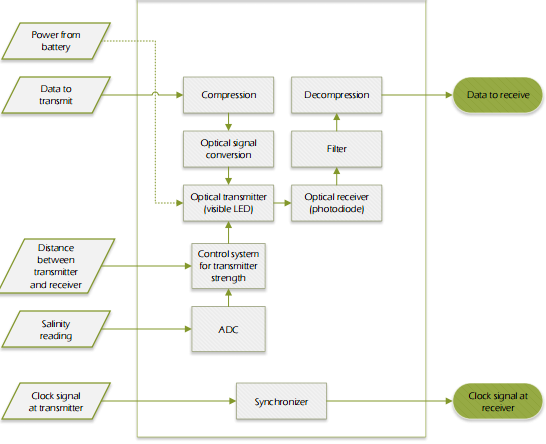 Power from
battery
Data to
transmit
Compression
Decompression
Data to receive
Optical signal
conversion
Filter
Optical transmitter
(visible LED)
Optical receiver
(photodiode)
Distance
between
transmitter
and receiver
Control system
for transmitter
strength
Salinity
reading
ADC
Clock signal
at transmitter
Synchronizer
Clock signal at
receiver